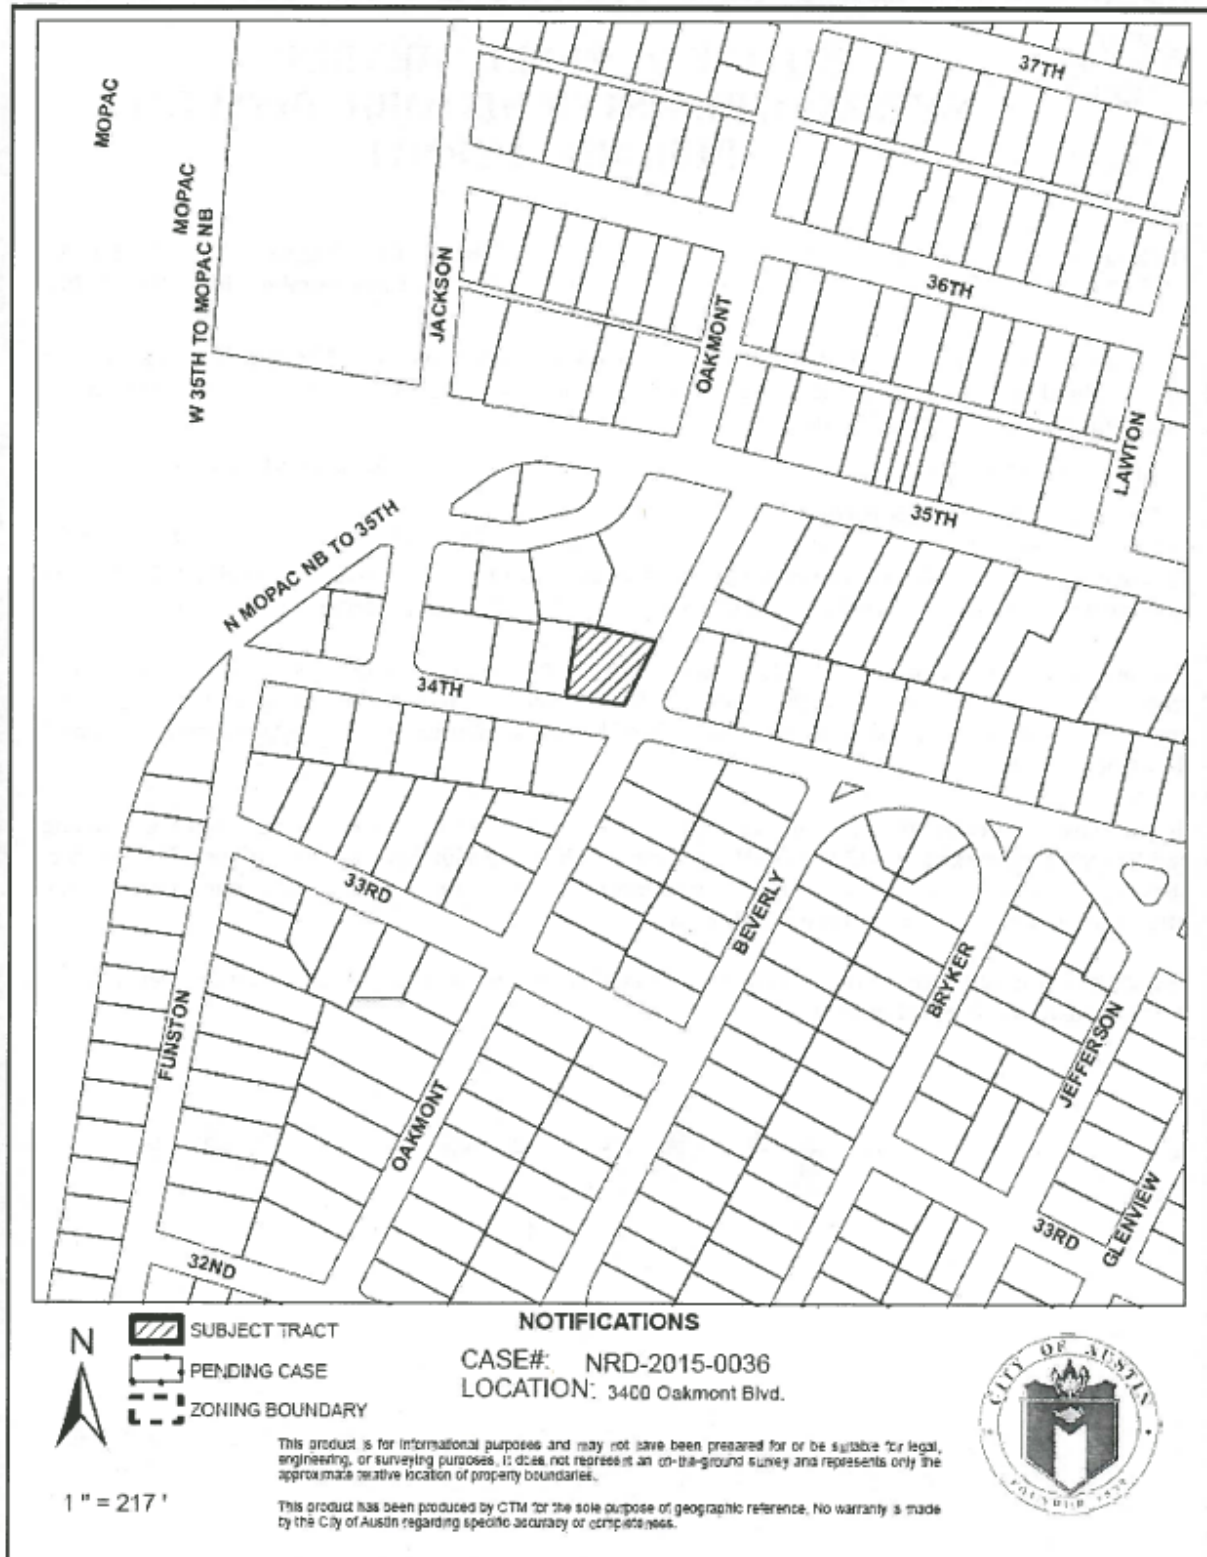 37TH
MOPAC
MOPAC
W 35TH TO MOPAC NB
JACKSON
36TH
OAKMONT
LAWTON
35TH
N MOPAC NB TO 35TH
34TH
33RD
BEVERLY
BRYKER
FUNSTON
JEFFERSON
OAKMONT
GLENVIEW
33RD
32ND
N
SUBJECT TRACT
PENDING CASE
ZONING BOUNDARY
1 " = 217 '
NOTIFICATIONS
CASE#: NRD-2015-0036
LOCATION: 3400 Oakmont Blvd.
This product is for informational purposes and may not have been prepared for or be suitable for legal,
engineering, or surveying purposes. It does not represent an on-the-ground survey and represents only the
approximate relative location of property boundaries.
This product has been produced by CTM for the sole purpose of geographic reference. No warranty is made
by the City of Austin regarding specific accuracy or completeness.
CITY OF AUSTIN
FOUNDED 1839